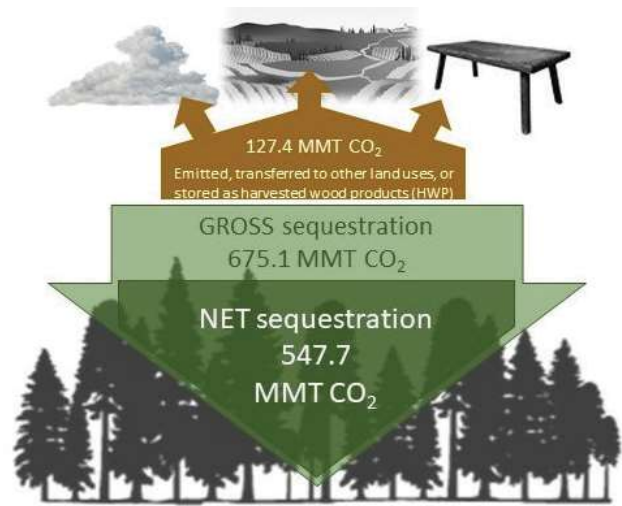 127.4 MMT CO₂
Emitted, transferred to other land uses, or
stored as harvested wood products (HWP)
GROSS sequestration
675.1 MMT CO₂
NET sequestration
547.7
MMT CO₂